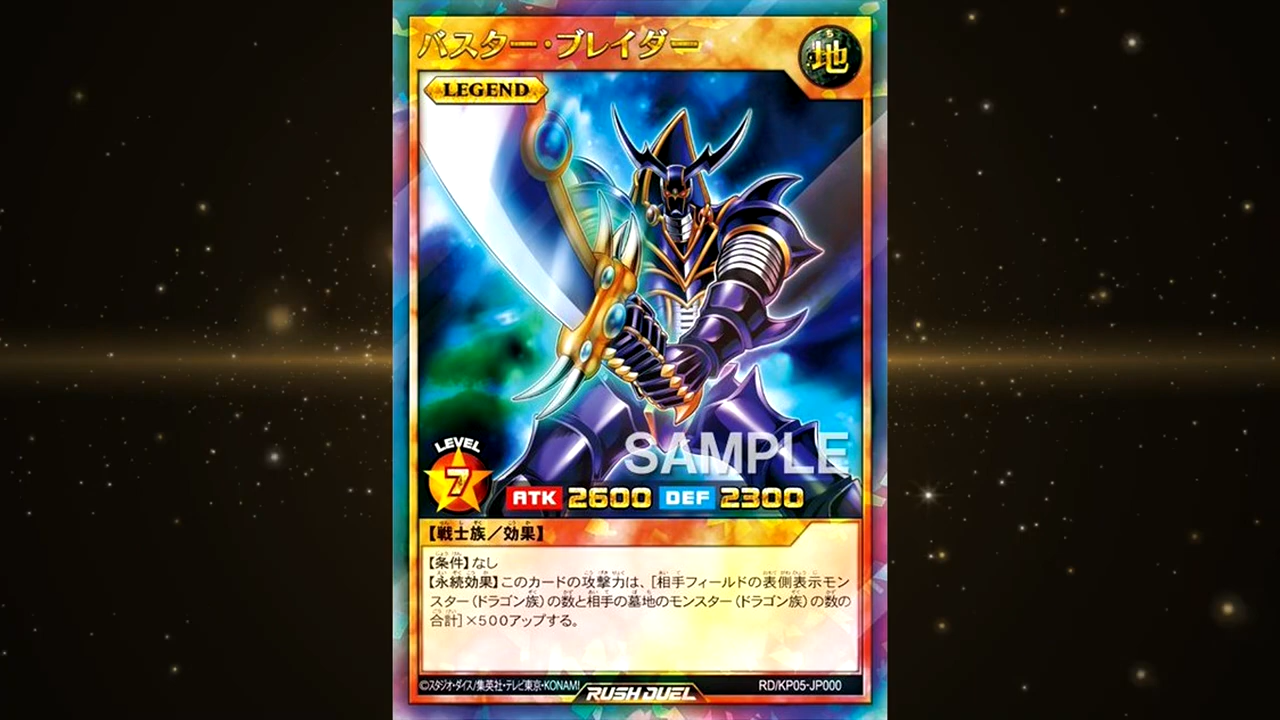 バスター・ブレイダー
地
LEGEND
SAMPLE
LEVEL
7
ATK 2600 DEF 2300
【戦士族／効果】
【条件】なし
【永続効果】このカードの攻撃力は、[相手フィールドの表側表示モン
スター(ドラゴン族)の数と相手の墓地のモンスター(ドラゴン族)の数の
合計]×500アップする。
©スタジオ・ダイス/集英社・テレビ東京・KONAMI
RUSH DUEL
RD/KP05-JP000